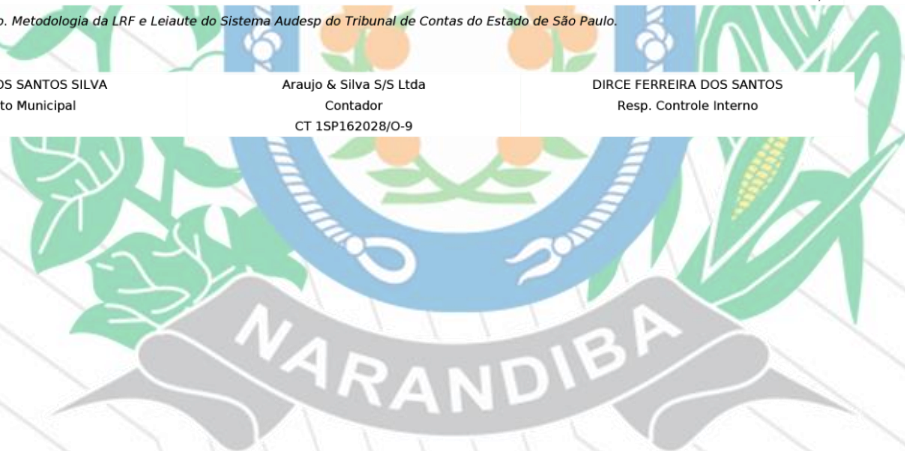 o. Metodologia da LRF e Leiaute do Sistema Audesp do Tribunal de Contas do Estado de São Paulo.
OS SANTOS SILVA
Araujo & Silva S/S Ltda
DIRCE FERREIRA DOS SANTOS
to Municipal
Contador
Resp. Controle Interno
CT 1SP162028/O-9
NARANDIBA